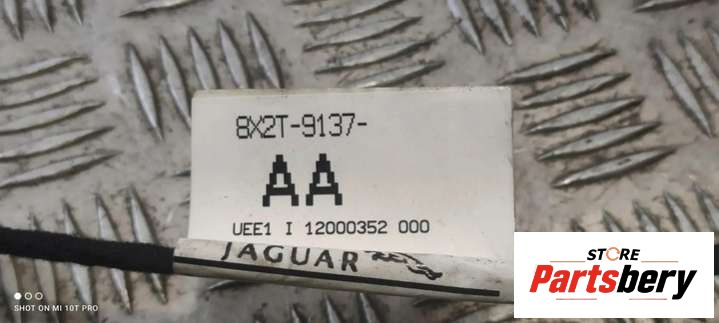 8X2T-9137-
AA
UEE1 I 12000352 000
JAGUAR
STORE
Partsbery
SHOT ON MI 10T PRO